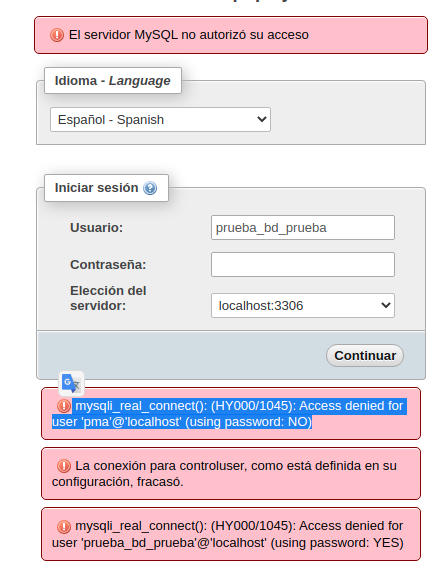 El servidor MySQL no autorizó su acceso
Idioma - Language
Español - Spanish
Iniciar sesión
Usuario:
prueba_bd_prueba
Contraseña:
Elección del
servidor:
localhost:3306
Continuar
mysqli_real_connect(): (HY000/1045): Access denied for
user 'pma'@'localhost' (using password: NO)
La conexión para controluser, como está definida en su
configuración, fracasó.
mysqli_real_connect(): (HY000/1045): Access denied for
user 'prueba_bd_prueba'@'localhost' (using password: YES)